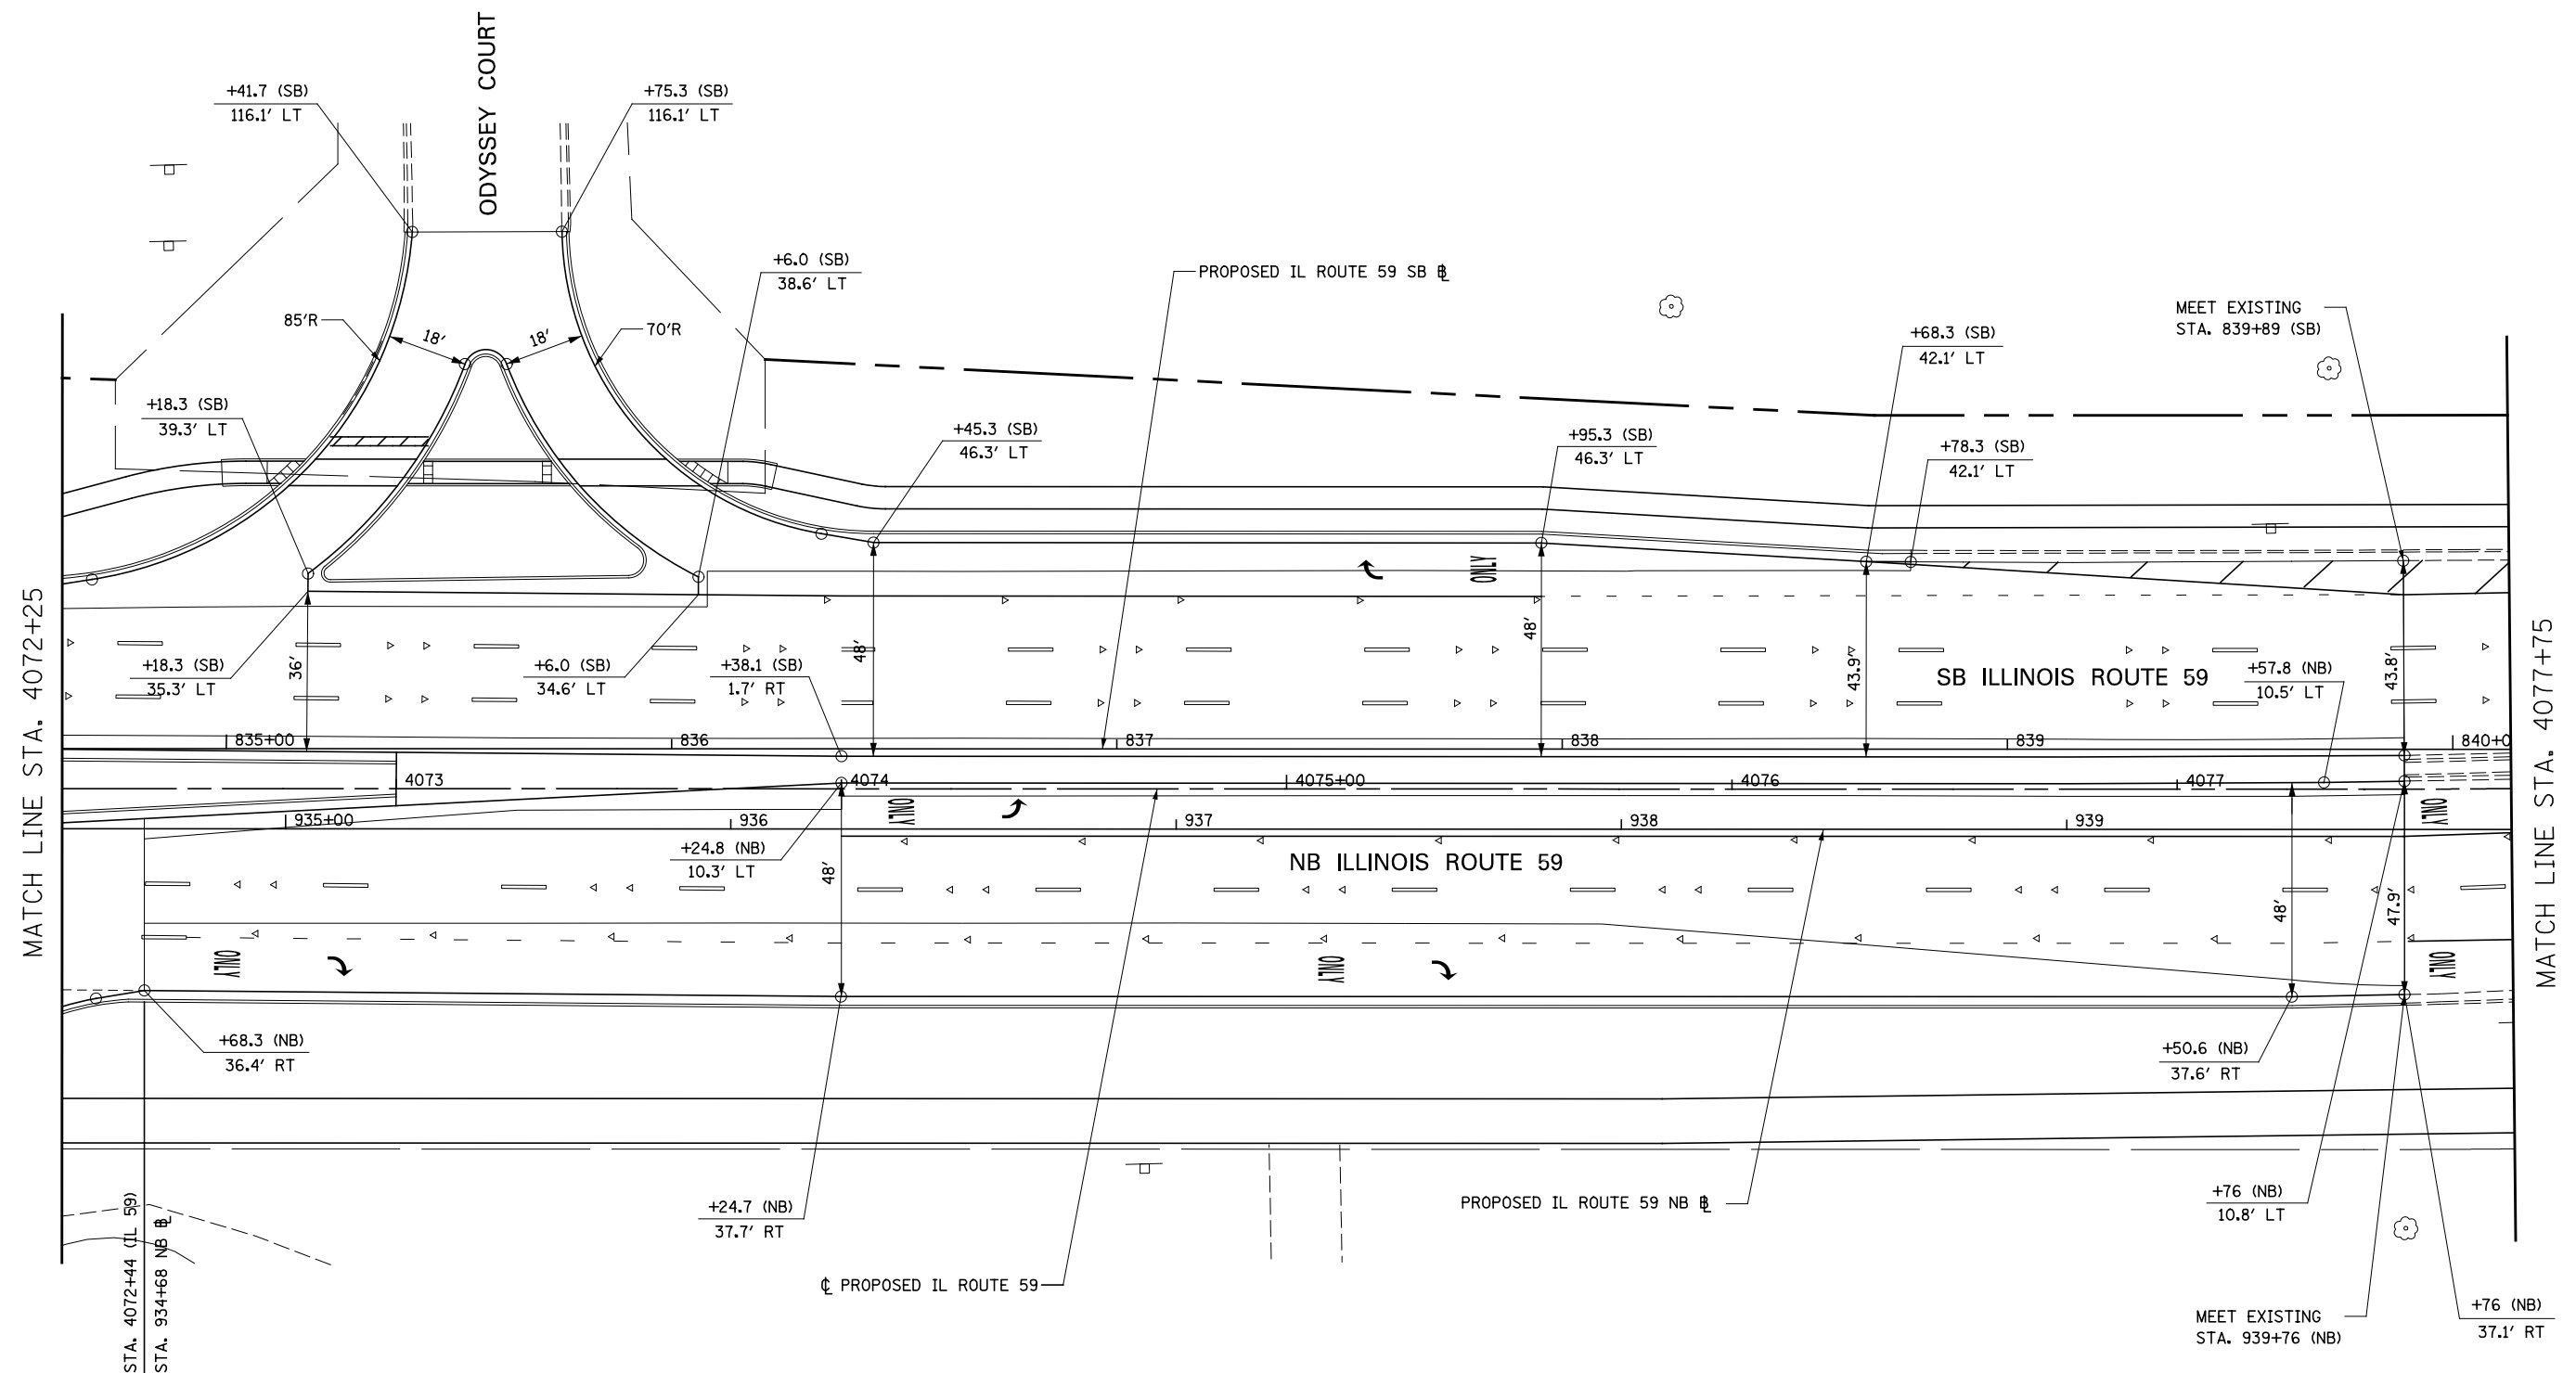 ODYSSEY COURT
+41.7 (SB)
116.1' LT
+75.3 (SB)
116.1' LT
+6.0 (SB)
38.6' LT
PROPOSED IL ROUTE 59 SB ⅊
MEET EXISTING
STA. 839+89 (SB)
85'R
18'
18'
70'R
+68.3 (SB)
42.1' LT
+18.3 (SB)
39.3' LT
+45.3 (SB)
46.3' LT
+95.3 (SB)
46.3' LT
+78.3 (SB)
42.1' LT
ONLY
MATCH LINE STA. 4072+25
MATCH LINE STA. 4077+75
+18.3 (SB)
35.3' LT
36'
+6.0 (SB)
34.6' LT
+38.1 (SB)
1.7' RT
48'
48'
43.9'
SB ILLINOIS ROUTE 59
+57.8 (NB)
10.5' LT
43.8'
835+00
836
837
838
839
840+0
4073
4074
4075+00
4076
4077
ONLY
ONLY
935+00
936
937
938
939
+24.8 (NB)
10.3' LT
48'
NB ILLINOIS ROUTE 59
48'
47.9'
ONLY
ONLY
ONLY
+68.3 (NB)
36.4' RT
+50.6 (NB)
37.6' RT
+24.7 (NB)
37.7' RT
PROPOSED IL ROUTE 59 NB ⅊
+76 (NB)
10.8' LT
STA. 4072+44 (IL 59)
STA. 934+68 NB ⅊
℄ PROPOSED IL ROUTE 59
MEET EXISTING
STA. 939+76 (NB)
+76 (NB)
37.1' RT